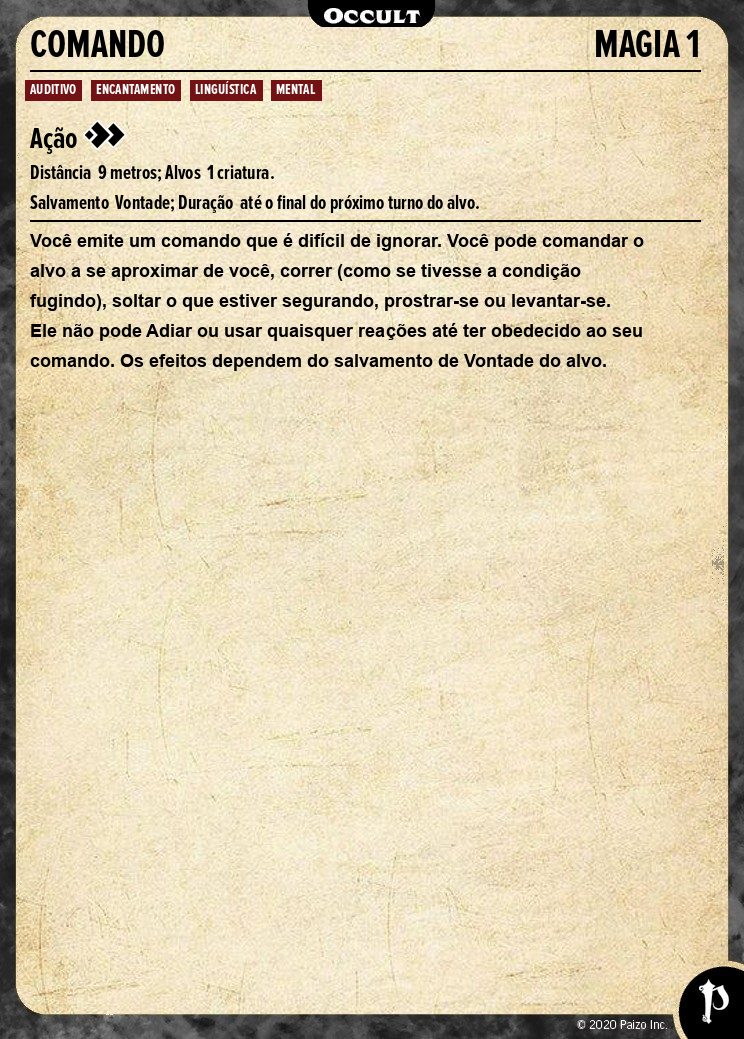 OCCULT
COMANDO MAGIA 1
AUDITIVO ENCANTAMENTO LINGUÍSTICA MENTAL
Ação
Distância 9 metros; Alvos 1 criatura.
Salvamento Vontade; Duração até o final do próximo turno do alvo.
Você emite um comando que é difícil de ignorar. Você pode comandar o
alvo a se aproximar de você, correr (como se tivesse a condição
fugindo), soltar o que estiver segurando, prostrar-se ou levantar-se.
Ele não pode Adiar ou usar quaisquer reações até ter obedecido ao seu
comando. Os efeitos dependem do salvamento de Vontade do alvo.
© 2020 Paizo Inc.
P